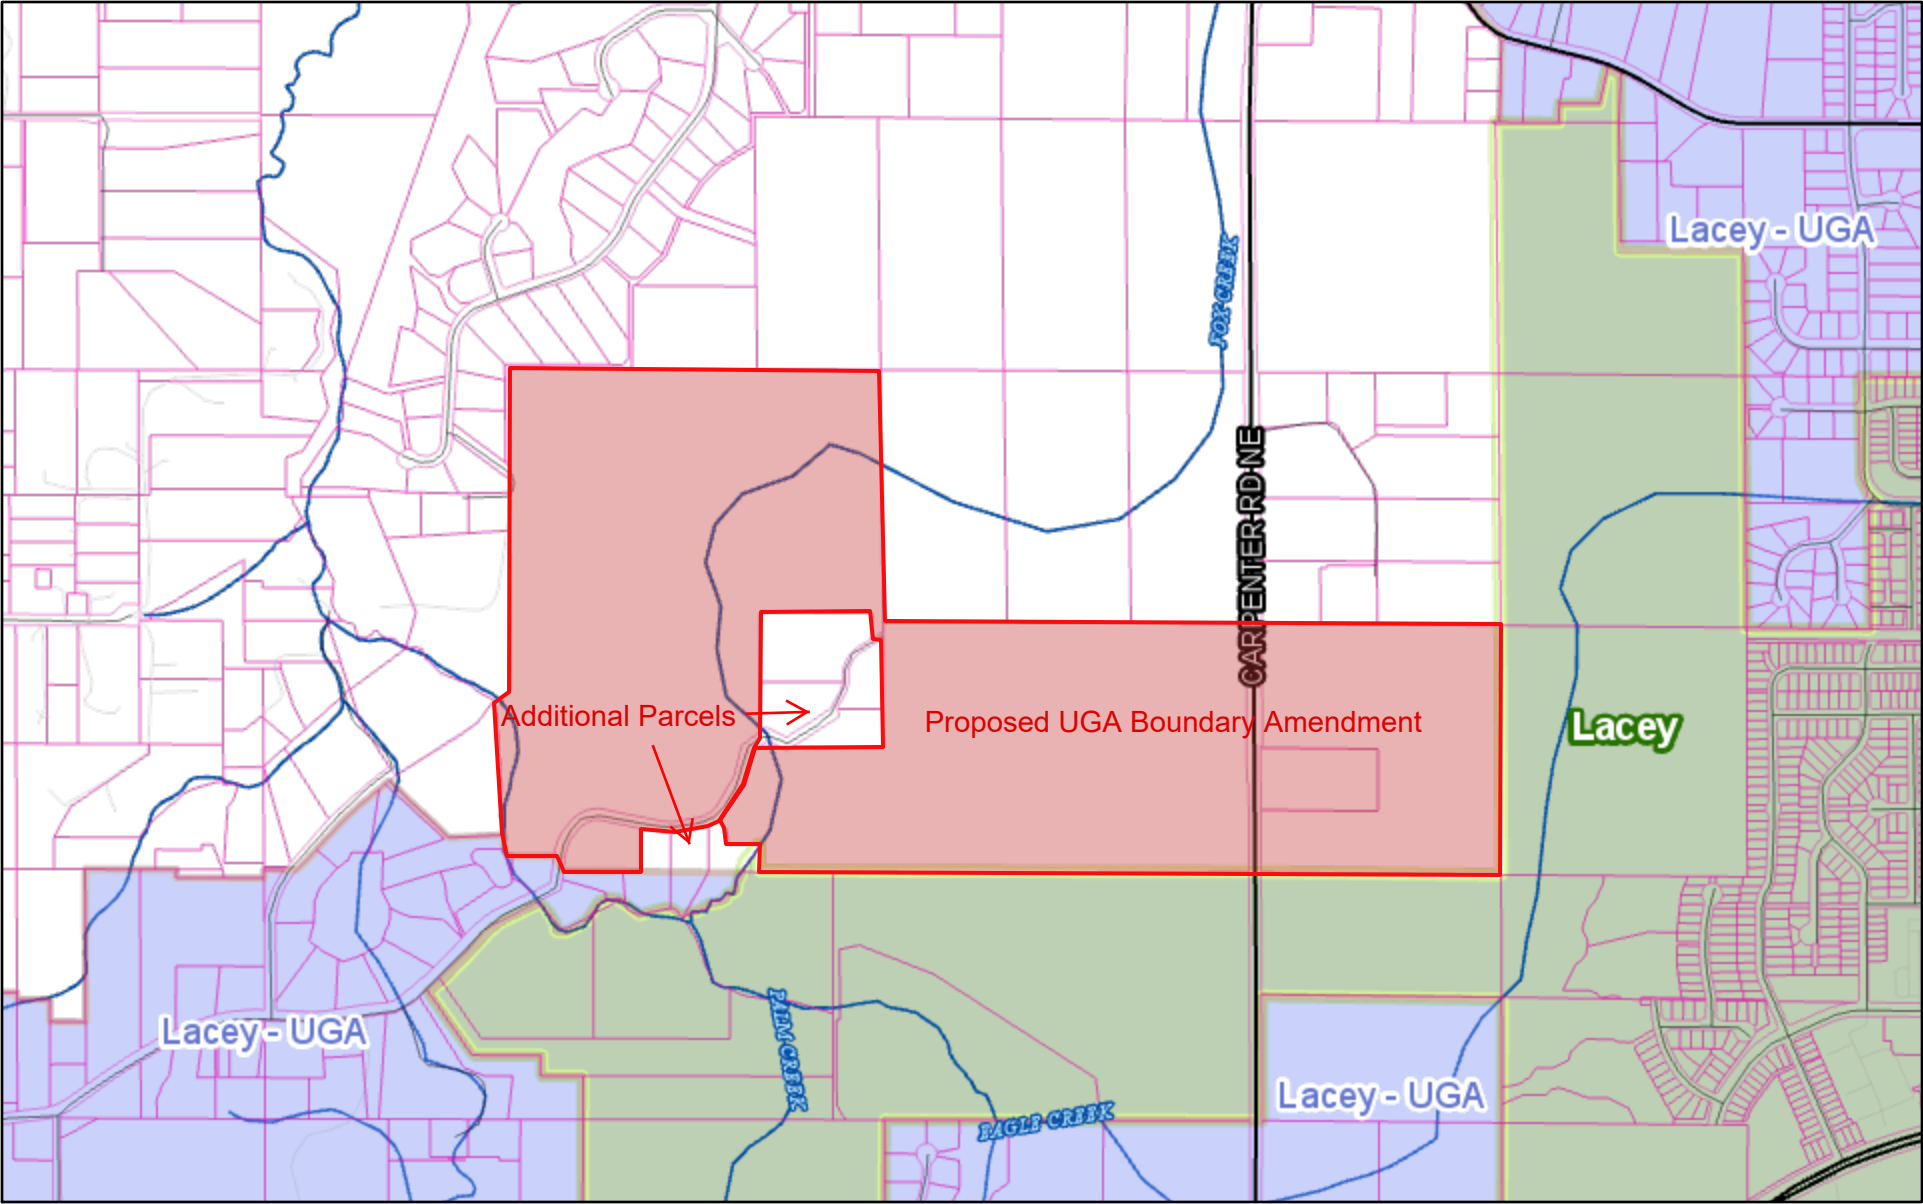 Lacey - UGA
FOX CREEK
CARPENTER RD NE
Additional Parcels
Proposed UGA Boundary Amendment
Lacey
Lacey - UGA
PALM CREEK
Lacey - UGA
EAGLE CREEK